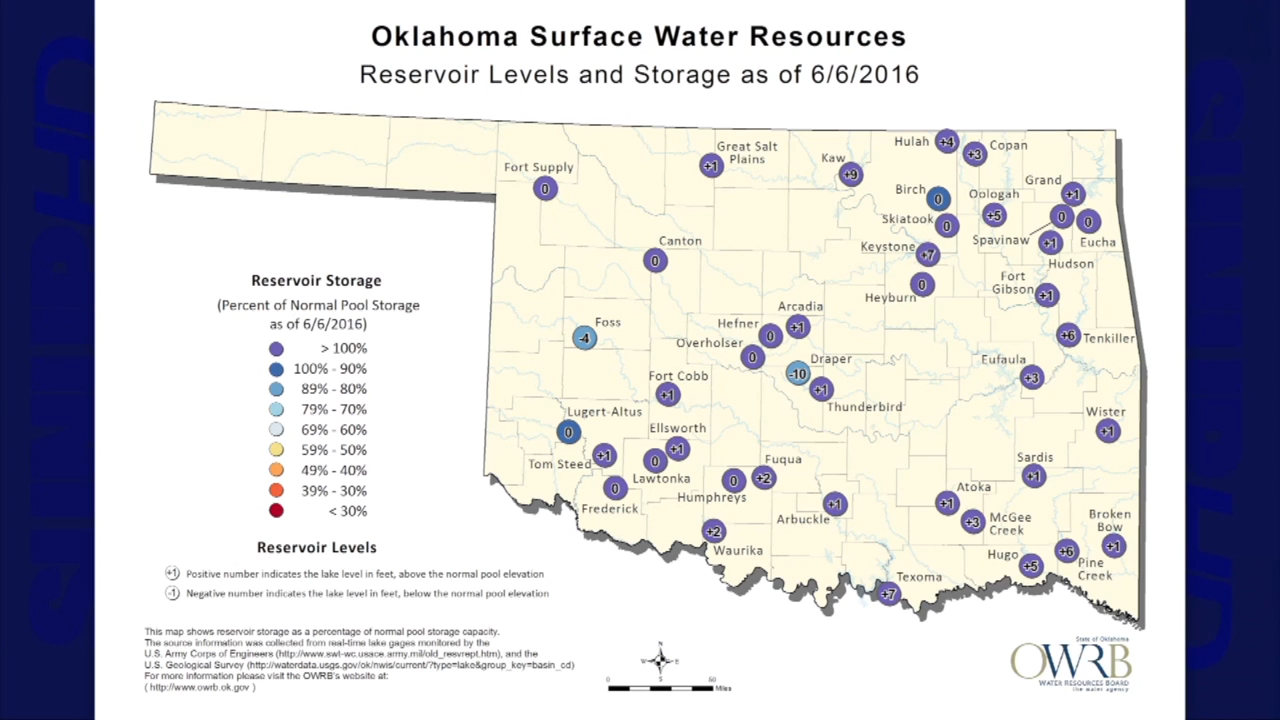 Oklahoma Surface Water Resources
Reservoir Levels and Storage as of 6/6/2016
Hulah
+4
+3
Copan
Great Salt
Plains
+1
Kaw
+9
Fort Supply
0
Birch
0
Oologah
+5
Grand
+1
Skiatook
0
Spavinaw
0
0
Eucha
Keystone
+7
+1
Hudson
Canton
0
Heyburn
0
Fort
Gibson
+1
Foss
-4
Hefner
0
Arcadia
+1
Overholser
0
+6
Tenkiller
Draper
-10
+1
Thunderbird
Eufaula
+3
Fort Cobb
+1
Lugert-Altus
0
Ellsworth
+1
Wister
+1
Tom Steed
+1
0
Lawtonka
Fuqua
+2
0
Humphreys
Sardis
+1
0
Frederick
Arbuckle
+1
Atoka
+1
+3
McGee
Creek
Broken
Bow
+1
+2
Waurika
Hugo
+5
+6
Pine
Creek
Texoma
+7
Reservoir Storage
(Percent of Normal Pool Storage
as of 6/6/2016)
> 100%
100% - 90%
89% - 80%
79% - 70%
69% - 60%
59% - 50%
49% - 40%
39% - 30%
< 30%
Reservoir Levels
+1 Positive number indicates the lake level in feet, above the normal pool elevation
-1 Negative number indicates the lake level in feet, below the normal pool elevation
This map shows reservoir storage as a percentage of normal pool storage capacity.
The source information was collected from real-time lake gages monitored by the
U.S. Army Corps of Engineers (http://www.swt-wc.usace.army.mil/old_resvrept.htm), and the
U.S. Geological Survey (http://waterdata.usgs.gov/ok/nwis/current/?type=lake&group_key=basin_cd)
For more information please visit the OWRB's website at:
( http://www.owrb.ok.gov )
N
W E
S
0 50
Miles
State of Oklahoma
OWRB
WATER RESOURCES BOARD
the water agency